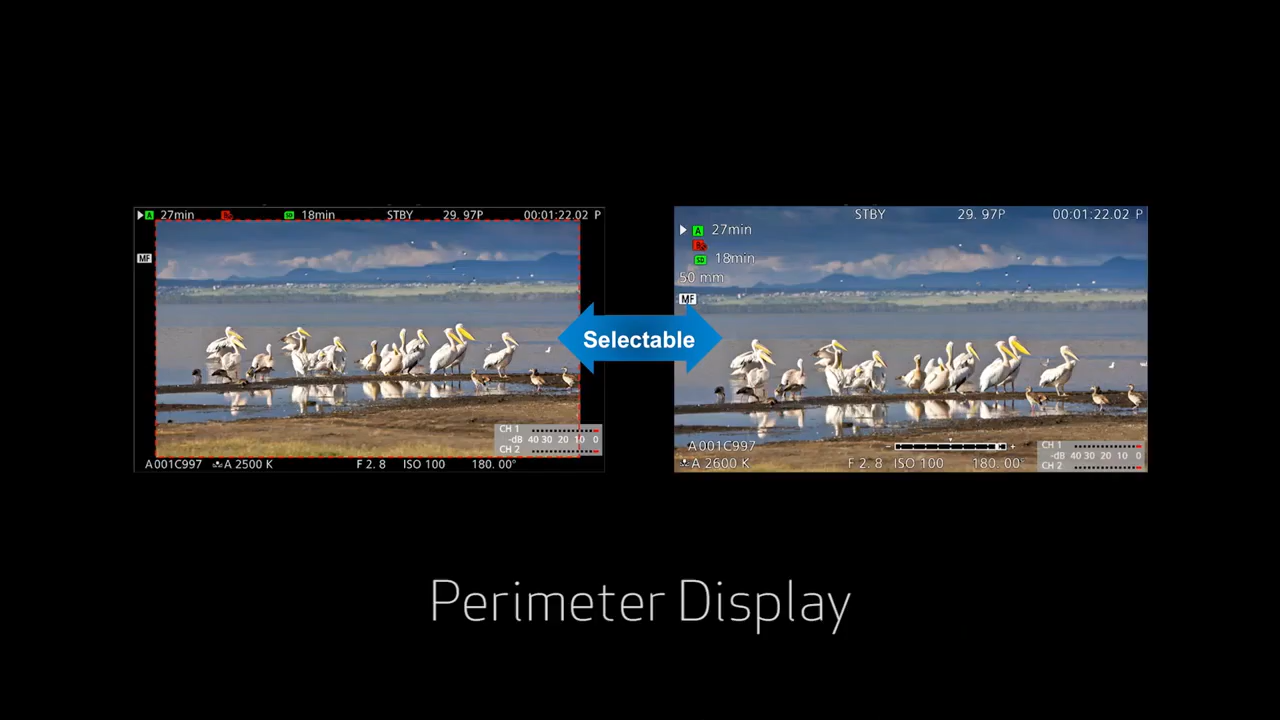 A 27min SD 18min STBY 29. 97P 00:01:22.02 P
MF
CH 1
-dB 40 30 20 10 0
CH 2
A001C997 A 2500 K F 2. 8 ISO 100 180. 00°
Selectable
STBY 29. 97P 00:01:22.02 P
A 27min
SD 18min
50 mm
MF
A001C997 - +
A 2600 K F 2. 8 ISO 100 180. 00°
CH 1
-dB 40 30 20 10 0
CH 2
Perimeter Display